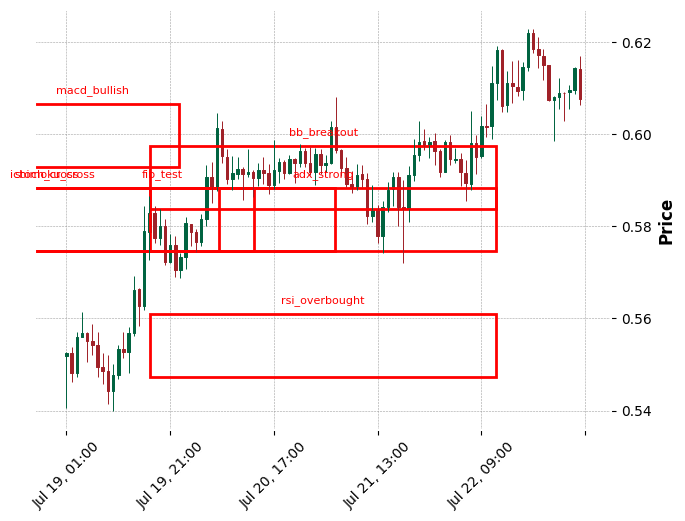 0.62
macd_bullish
0.60
bb_breakout
stoch_cross
fib_test
adx_strong
0.58
Price
rsi_overbought
0.56
0.54
Jul 19, 01:00
Jul 19, 21:00
Jul 20, 17:00
Jul 21, 13:00
Jul 22, 09:00